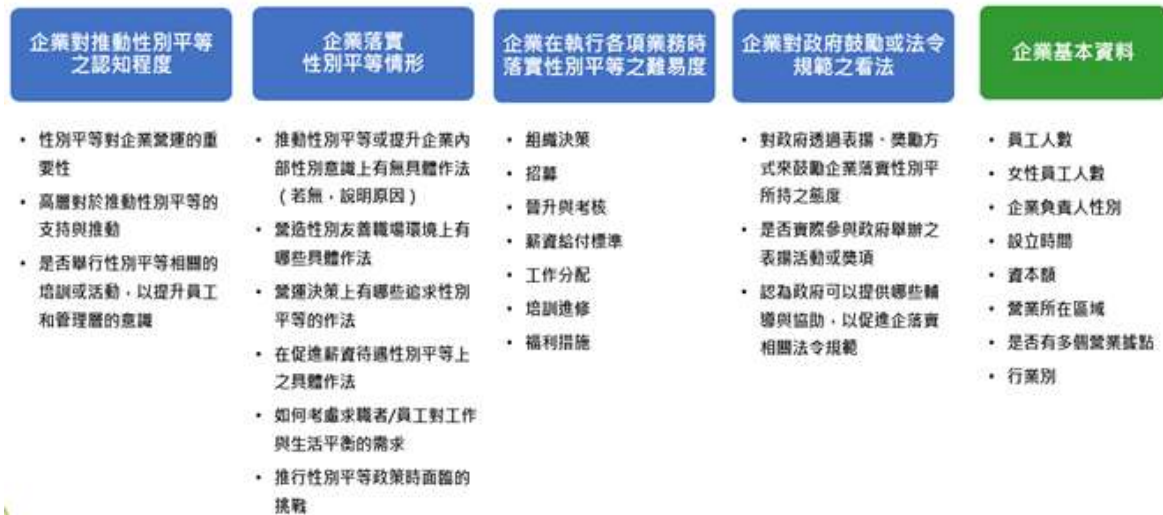 企業對推動性別平等
之認知程度
• 性別平等對企業營運的重
要性
• 高層對於推動性別平等的
支持與推動
• 是否舉行性別平等相關的
培訓或活動，以提升員工
和管理層的意識
企業落實
性別平等情形
• 推動性別平等或提升企業內
部性別意識上有無具體作法
（若無，說明原因）
• 營造性別友善職場環境上有
哪些具體作法
• 營運決策上有哪些追求性別
平等的作法
• 在促進薪資待遇性別平等上
之具體作法
• 如何考慮求職者/員工對工作
與生活平衡的需求
• 推行性別平等政策時面臨的
挑戰
企業在執行各項業務時
落實性別平等之難易度
• 組織決策
• 招募
• 晉升與考核
• 薪資給付標準
• 工作分配
• 培訓進修
• 福利措施
企業對政府鼓勵或法令
規範之看法
• 對政府透過表揚、獎勵方
式來鼓勵企業落實性別平
所持之態度
• 是否實際參與政府舉辦之
表揚活動或獎項
• 認為政府可以提供哪些輔
導與協助，以促進企落實
相關法令規範
企業基本資料
• 員工人數
• 女性員工人數
• 企業負責人性別
• 設立時間
• 資本額
• 營業所在區域
• 是否有多個營業據點
• 行業別